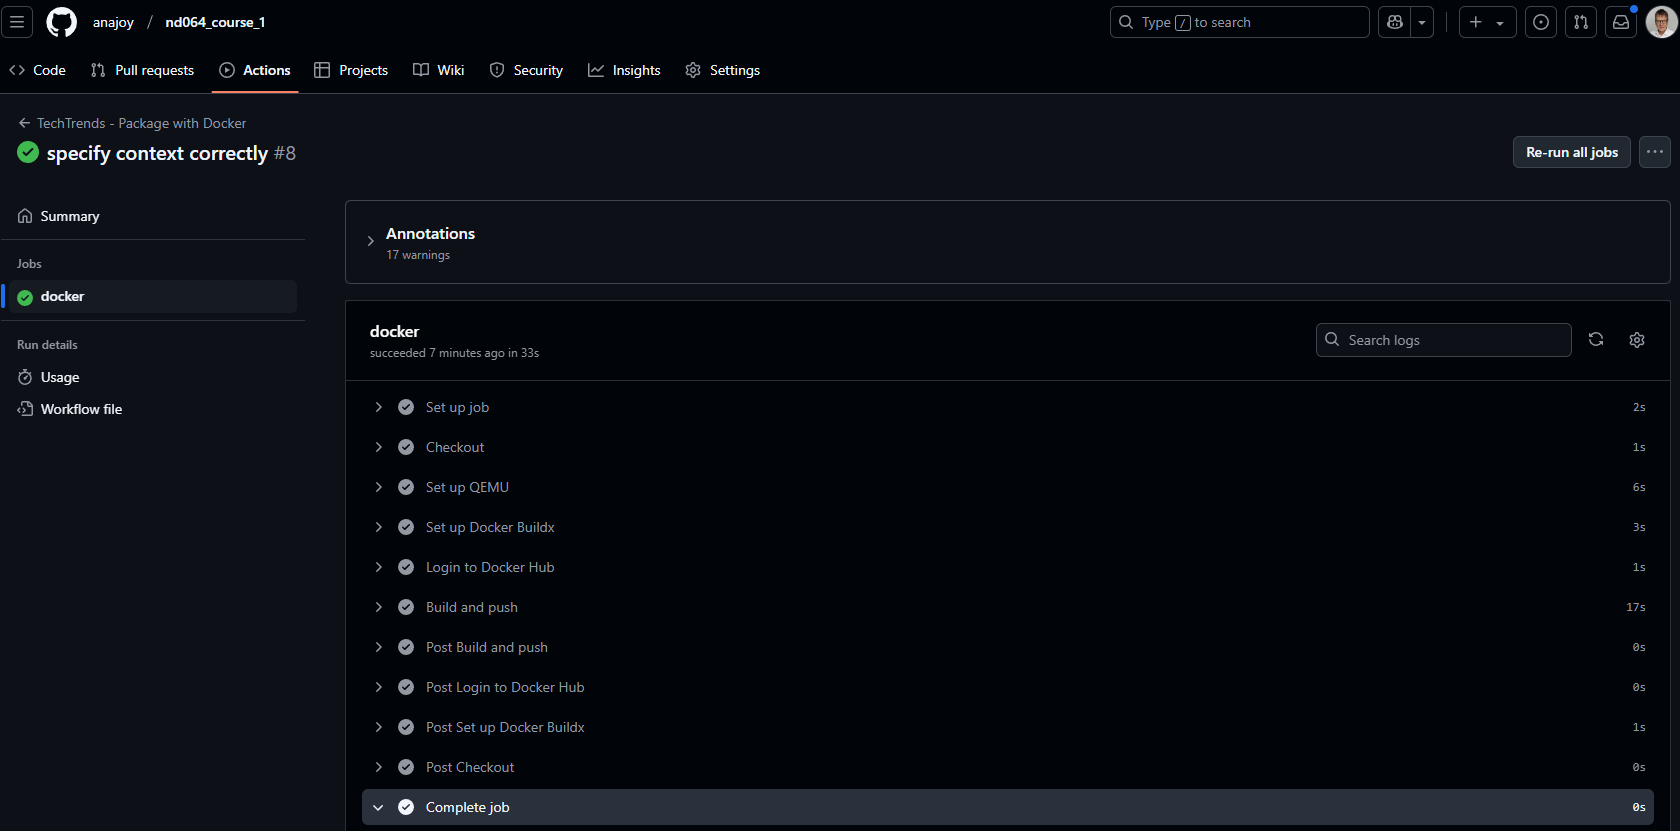 anajoy / nd064_course_1
Type / to search
Code Pull requests Actions Projects Wiki Security Insights Settings
TechTrends - Package with Docker
specify context correctly #8
Re-run all jobs
Summary
Jobs
docker
Run details
Usage
Workflow file
Annotations
17 warnings
docker
succeeded 7 minutes ago in 33s
Search logs
Set up job 2s
Checkout 1s
Set up QEMU 6s
Set up Docker Buildx 3s
Login to Docker Hub 1s
Build and push 17s
Post Build and push 0s
Post Login to Docker Hub 0s
Post Set up Docker Buildx 1s
Post Checkout 0s
Complete job 0s